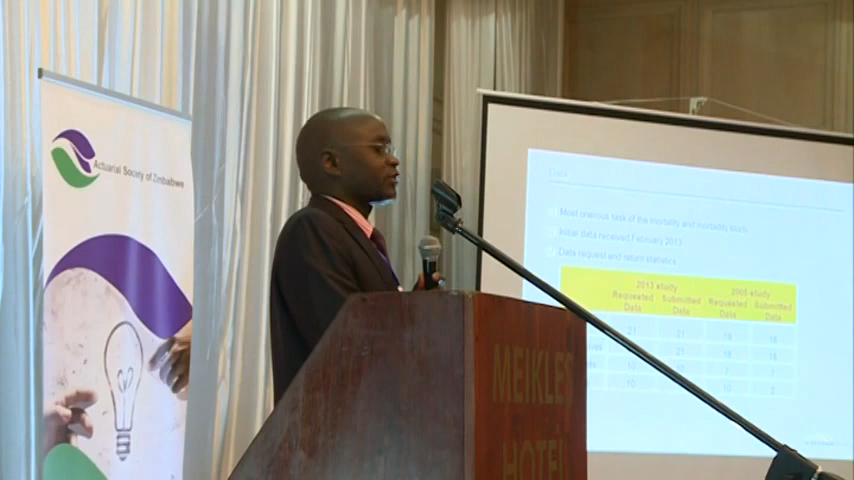 Actuarial Society of Zimbabwe
Data
Most onerous task of the mortality and morbidity study
Initial data received February 2013
Data request and return statistics
2013 study 2005 study
Requested Submitted Requested Submitted
Data Data Data Data
21 21 18
21 18 18
10 7 7
10 10 2
MEIKLES
HOTEL